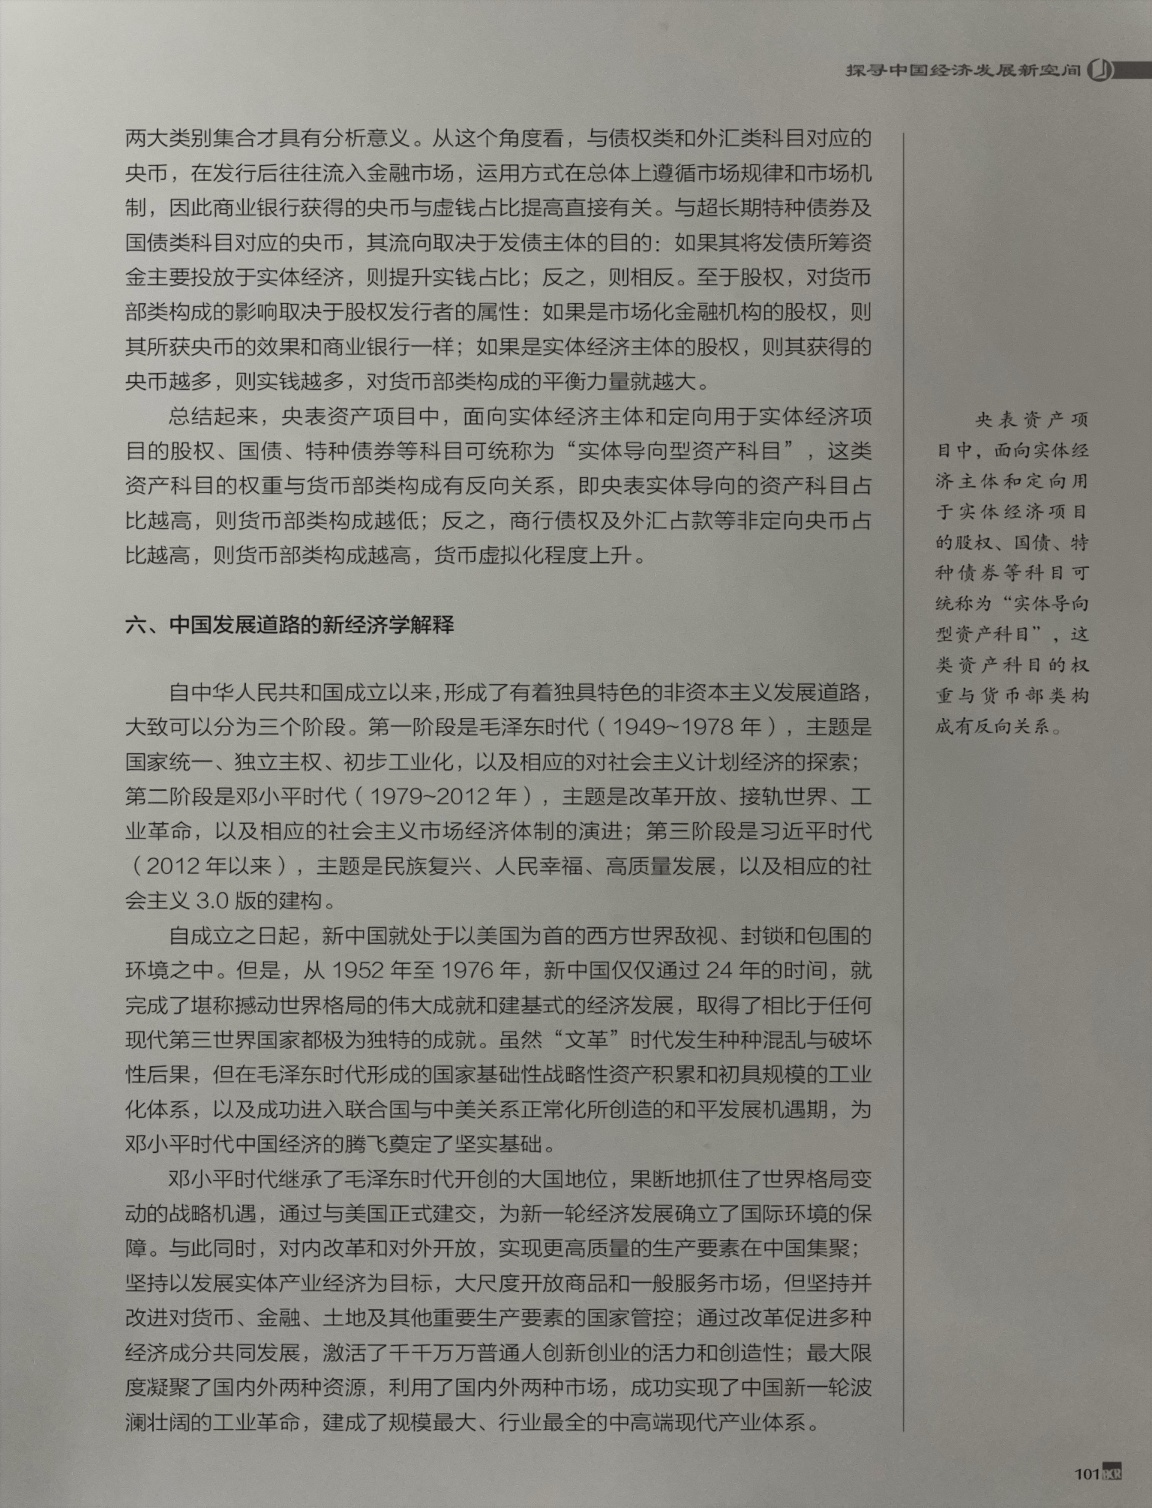 探寻中国经济发展新空间
两大类别集合才具有分析意义。从这个角度看，与债权类和外汇类科目对应的
央币，在发行后往往流入金融市场，运用方式在总体上遵循市场规律和市场机
制，因此商业银行获得的央币与虚钱占比提高直接有关。与超长期特种债券及
国债类科目对应的央币，其流向取决于发债主体的目的：如果其将发债所筹资
金主要投放于实体经济，则提升实钱占比；反之，则相反。至于股权，对货币
部类构成的影响取决于股权发行者的属性：如果是市场化金融机构的股权，则
其所获央币的效果和商业银行一样；如果是实体经济主体的股权，则其获得的
央币越多，则实钱越多，对货币部类构成的平衡力量就越大。
总结起来，央表资产项目中，面向实体经济主体和定向用于实体经济项
目的股权、国债、特种债券等科目可统称为“实体导向型资产科目”，这类
资产科目的权重与货币部类构成有反向关系，即央表实体导向的资产科目占
比越高，则货币部类构成越低；反之，商行债权及外汇占款等非定向央币占
比越高，则货币部类构成越高，货币虚拟化程度上升。
六、中国发展道路的新经济学解释
自中华人民共和国成立以来，形成了有着独具特色的非资本主义发展道路，
大致可以分为三个阶段。第一阶段是毛泽东时代（1949~1978 年），主题是
国家统一、独立主权、初步工业化，以及相应的对社会主义计划经济的探索；
第二阶段是邓小平时代（1979~2012 年），主题是改革开放、接轨世界、工
业革命，以及相应的社会主义市场经济体制的演进；第三阶段是习近平时代
（2012 年以来），主题是民族复兴、人民幸福、高质量发展，以及相应的社
会主义 3.0 版的建构。
自成立之日起，新中国就处于以美国为首的西方世界敌视、封锁和包围的
环境之中。但是，从 1952 年至 1976 年，新中国仅仅通过 24 年的时间，就
完成了堪称撼动世界格局的伟大成就和建基式的经济发展，取得了相比于任何
现代第三世界国家都极为独特的成就。虽然“文革”时代发生种种混乱与破坏
性后果，但在毛泽东时代形成的国家基础性战略性资产积累和初具规模的工业
化体系，以及成功进入联合国与中美关系正常化所创造的和平发展机遇期，为
邓小平时代中国经济的腾飞奠定了坚实基础。
邓小平时代继承了毛泽东时代开创的大国地位，果断地抓住了世界格局变
动的战略机遇，通过与美国正式建交，为新一轮经济发展确立了国际环境的保
障。与此同时，对内改革和对外开放，实现更高质量的生产要素在中国集聚；
坚持以发展实体产业经济为目标，大尺度开放商品和一般服务市场，但坚持并
改进对货币、金融、土地及其他重要生产要素的国家管控；通过改革促进多种
经济成分共同发展，激活了千千万万普通人创新创业的活力和创造性；最大限
度凝聚了国内外两种资源，利用了国内外两种市场，成功实现了中国新一轮波
澜壮阔的工业革命，建成了规模最大、行业最全的中高端现代产业体系。
央表资产项
目中，面向实体经
济主体和定向用
于实体经济项目
的股权、国债、特
种债券等科目可
统称为“实体导向
型资产科目”，这
类资产科目的权
重与货币部类构
成有反向关系。
101